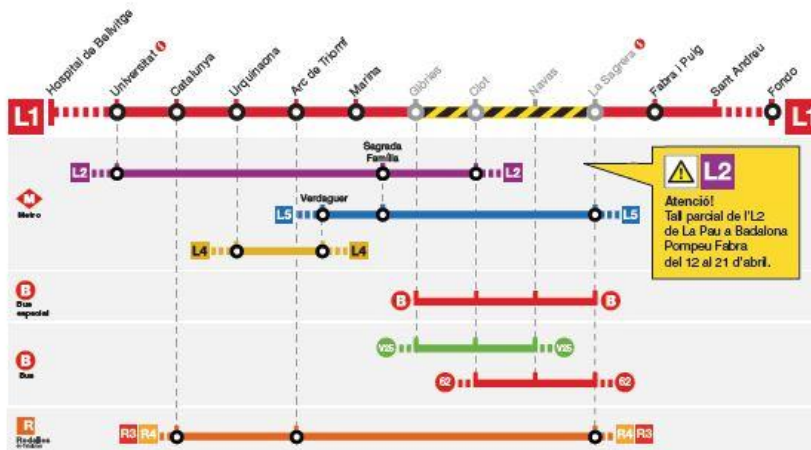 Hospital de Bellvitge
Universitat
Catalunya
Urquinaona
Arc de Triomf
Marina
Glòries
Clot
Navas
La Sagrera
Fabra i Puig
Sant Andreu
Fondo
L1
L1
Sagrada
Família
L2
L2
L2
Verdaguer
M
Metro
L5
L5
Atenció!
Tall parcial de l'L2
de La Pau a Badalona
Pompeu Fabra
del 12 al 21 d'abril.
L4
L4
B
Bus
especial
B
B
B
Bus
V25
V25
62
62
R
Rodalies
R3 R4
R4 R3